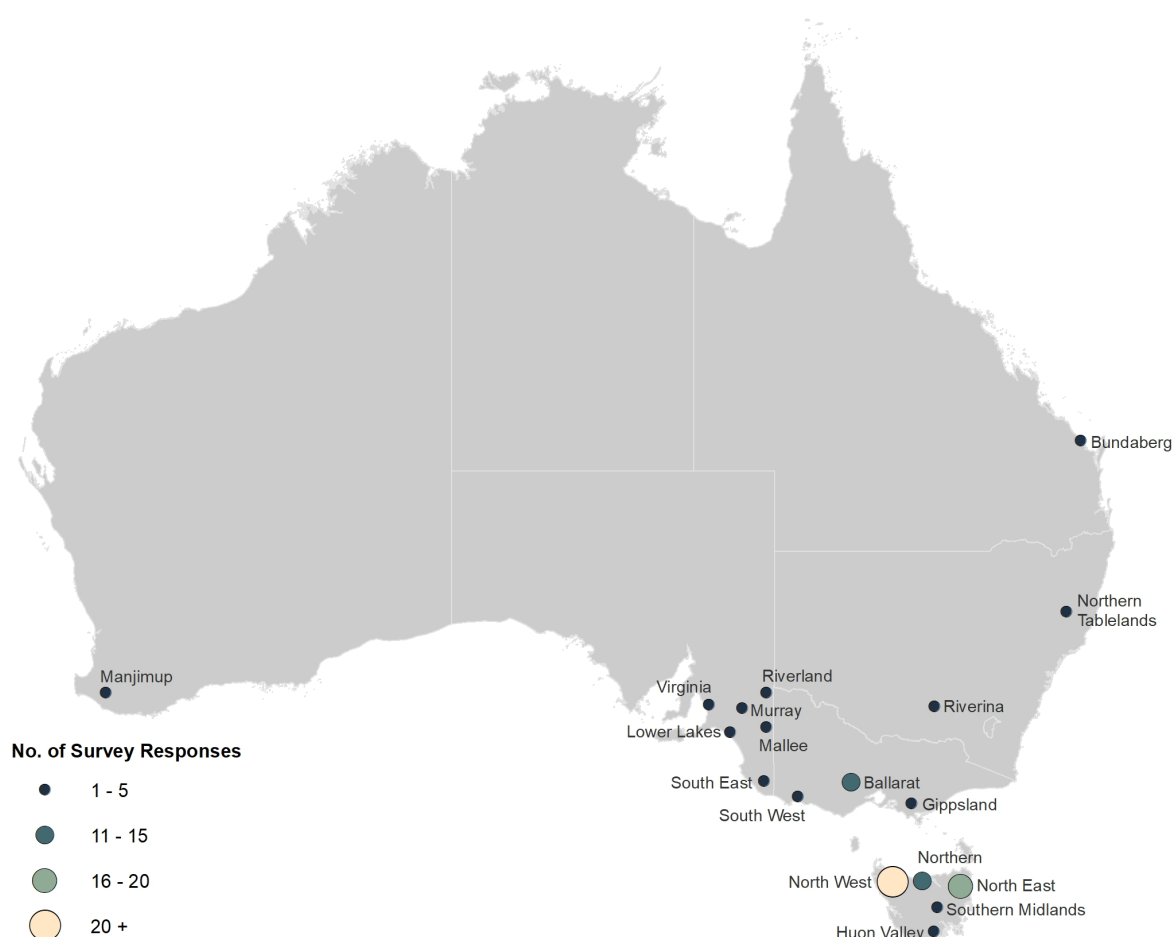 Bundaberg
Northern
Tablelands
Manjimup
Riverland
Virginia
Murray
Riverina
Lower Lakes
Mallee
No. of Survey Responses
1 - 5
South East
Ballarat
Gippsland
South West
11 - 15
Northern
16 - 20
North West
North East
Southern Midlands
20 +
Huon Valley